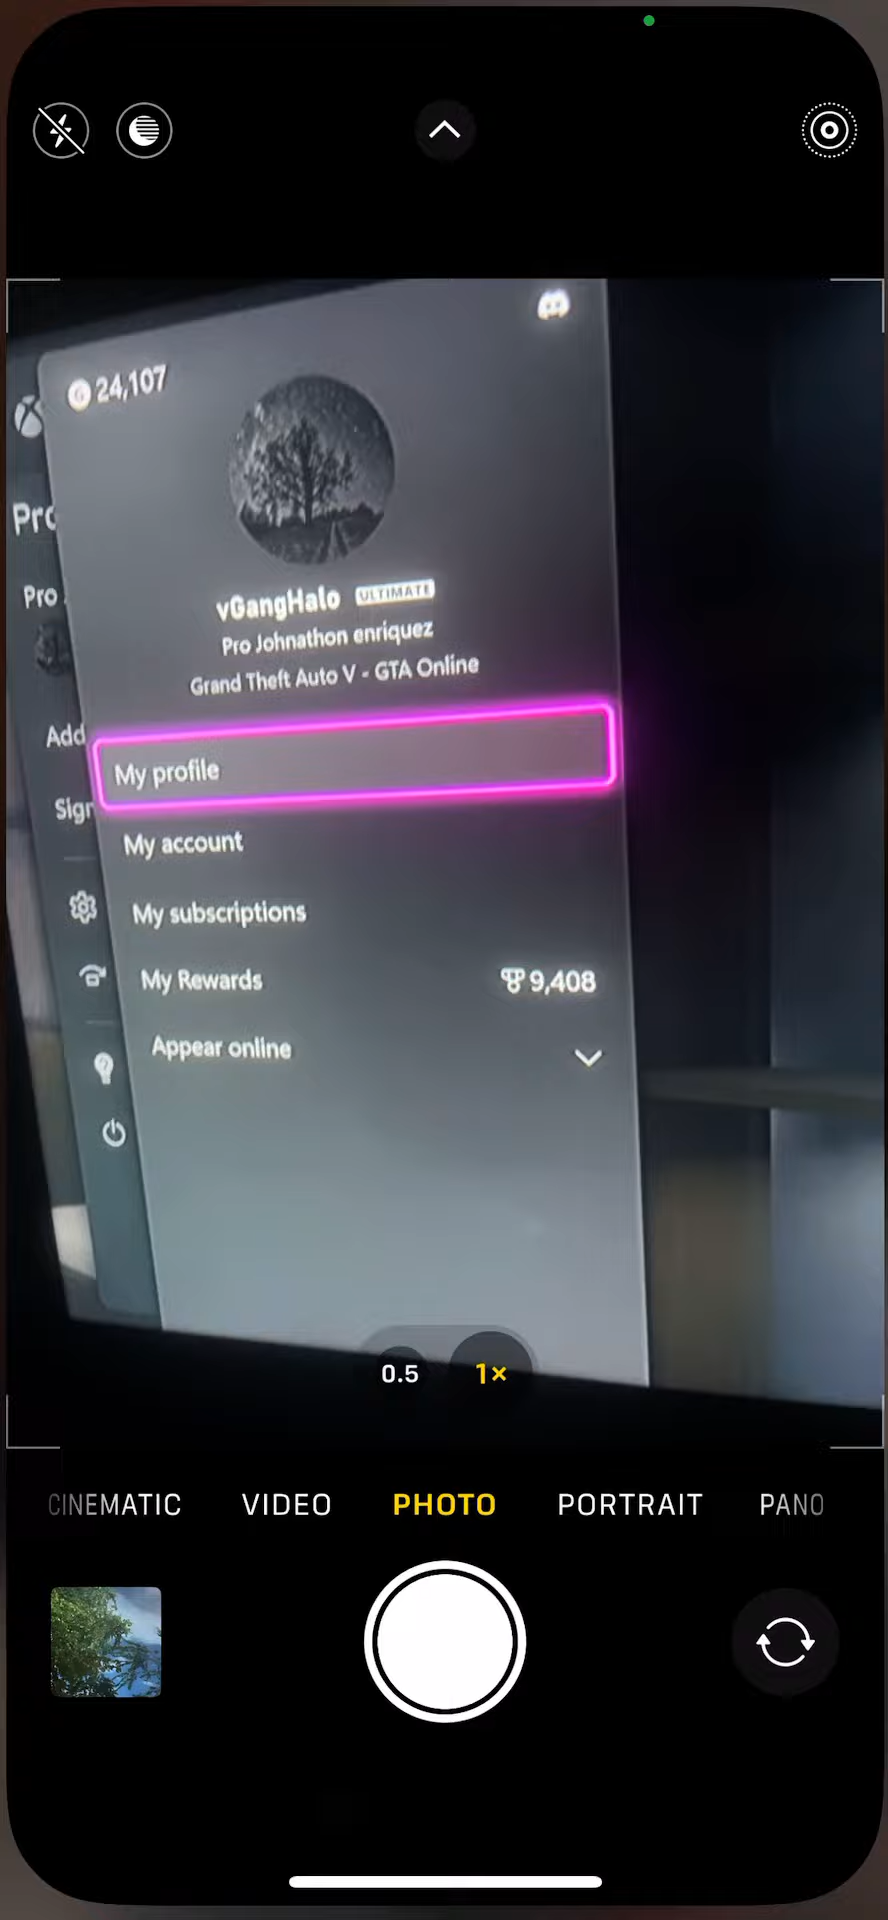 24,107
Pro
Pro
vGangHalo ULTIMATE
Pro Johnathon enriquez
Grand Theft Auto V - GTA Online
Add
My profile
Sign
My account
My subscriptions
My Rewards 9,408
Appear online
0.5 1×
CINEMATIC VIDEO PHOTO PORTRAIT PANO